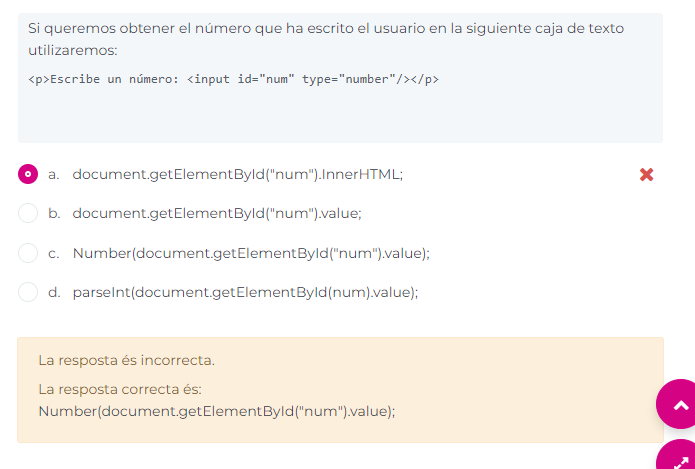 Si queremos obtener el número que ha escrito el usuario en la siguiente caja de texto
utilizaremos:
<p>Escribe un número: <input id="num" type="number"/></p>
a. document.getElementById("num").InnerHTML;
b. document.getElementById("num").value;
c. Number(document.getElementById("num").value);
d. parseInt(document.getElementById(num).value);
La resposta és incorrecta.
La resposta correcta és:
Number(document.getElementById("num").value);